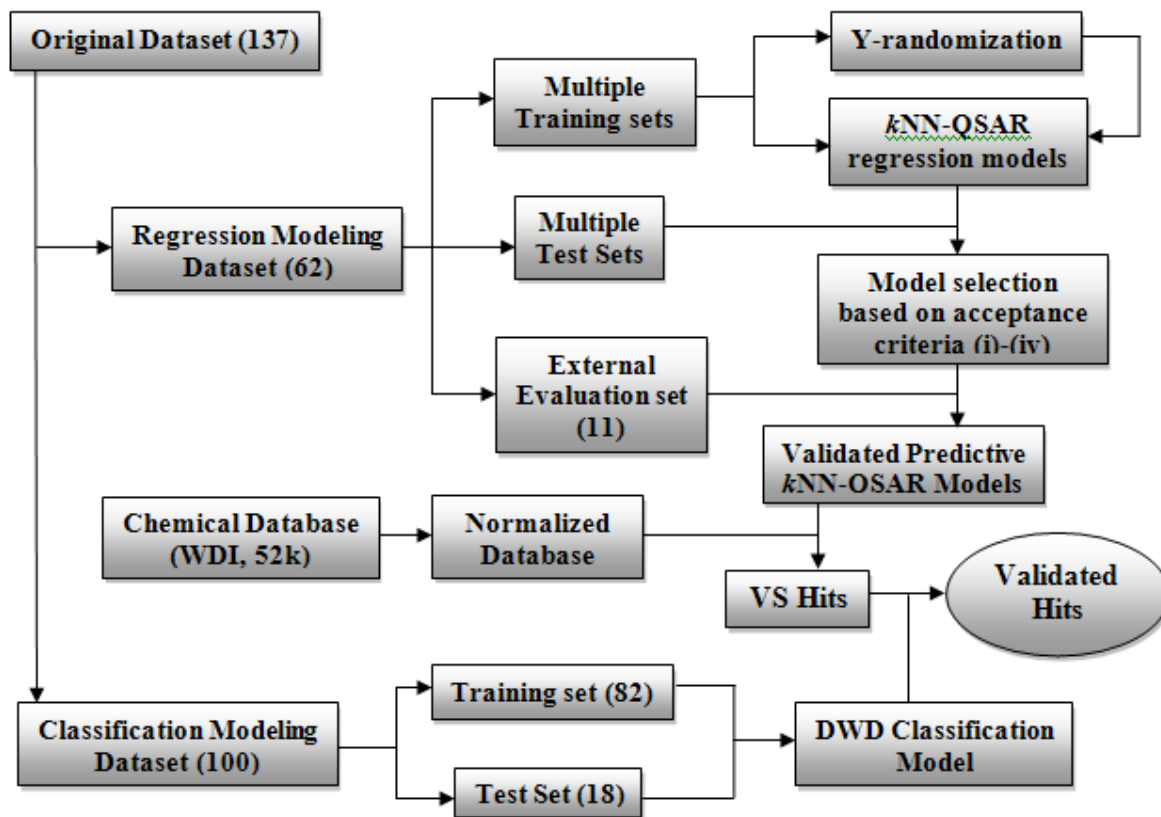 Original Dataset (137)
Y-randomization
Multiple
Training sets
kNN-QSAR
regression models
Regression Modeling
Dataset (62)
Multiple
Test Sets
Model selection
based on acceptance
criteria (i)-(iv)
External
Evaluation set
(11)
Validated Predictive
kNN-QSAR Models
Chemical Database
(WDI, 52k)
Normalized
Database
VS Hits
Validated
Hits
Classification Modeling
Dataset (100)
Training set (82)
Test Set (18)
DWD Classification
Model